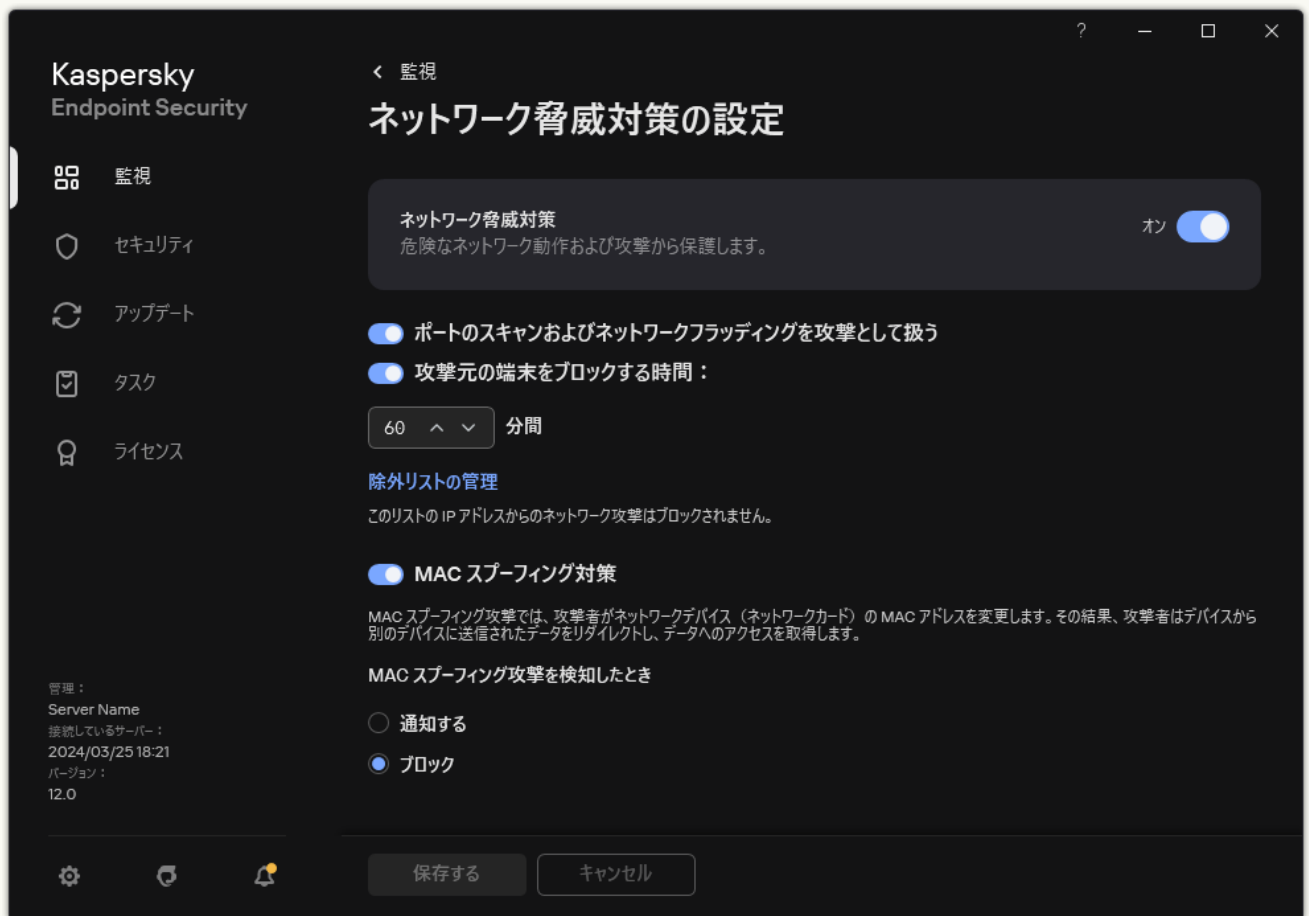 ?
Kaspersky
Endpoint Security
監視
セキュリティ
アップデート
タスク
ライセンス
管理：
Server Name
接続しているサーバー：
2024/03/25 18:21
バージョン：
12.0
監視
ネットワーク脅威対策の設定
ネットワーク脅威対策
危険なネットワーク動作および攻撃から保護します。
オン
ポートのスキャンおよびネットワークフラッディングを攻撃として扱う
攻撃元の端末をブロックする時間：
60 分間
除外リストの管理
このリストの IP アドレスからのネットワーク攻撃はブロックされません。
MAC スプーフィング対策
MAC スプーフィング攻撃では、攻撃者がネットワークデバイス（ネットワークカード）の MAC アドレスを変更します。その結果、攻撃者はデバイスから
別のデバイスに送信されたデータをリダイレクトし、データへのアクセスを取得します。
MAC スプーフィング攻撃を検知したとき
通知する
ブロック
保存する
キャンセル